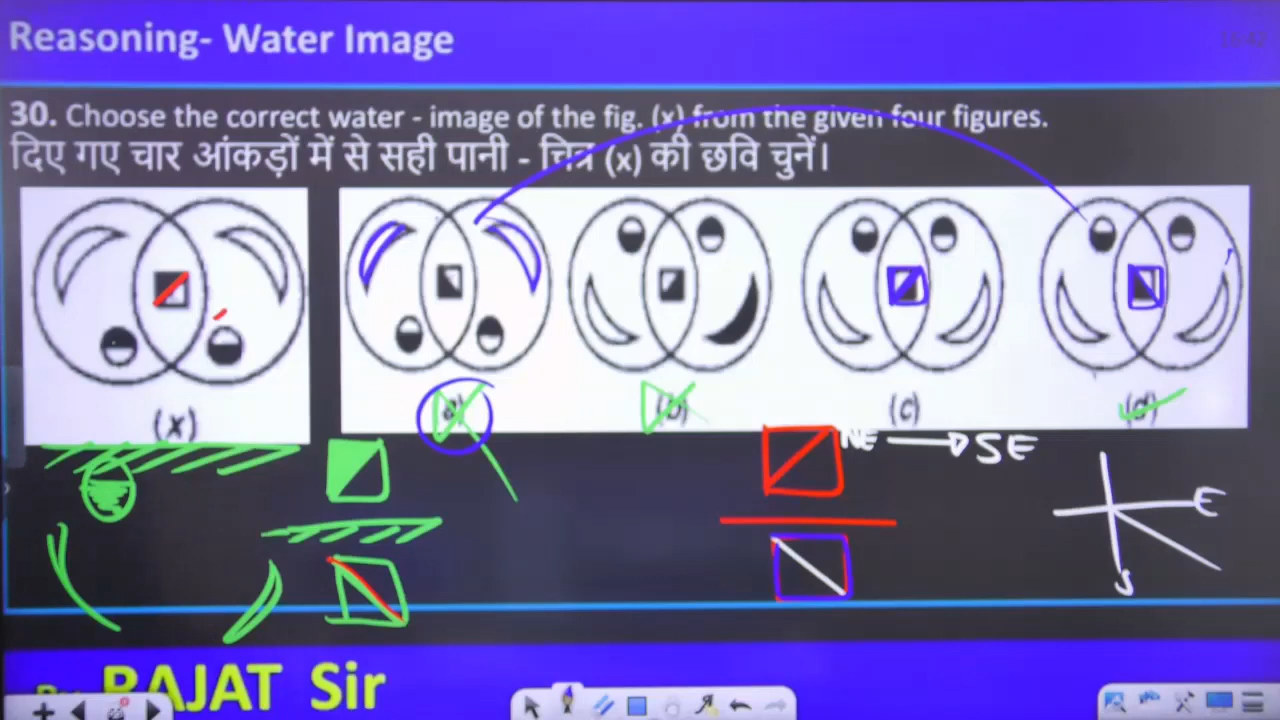 Reasoning- Water Image
30. Choose the correct water - image of the fig. (x) from the given four figures.
दिए गए चार आंकड़ों में से सही पानी - चित्र (x) की छवि चुनें।
(x) (a) (b) (c) (d)
NE SE
E
S
By RAJAT Sir